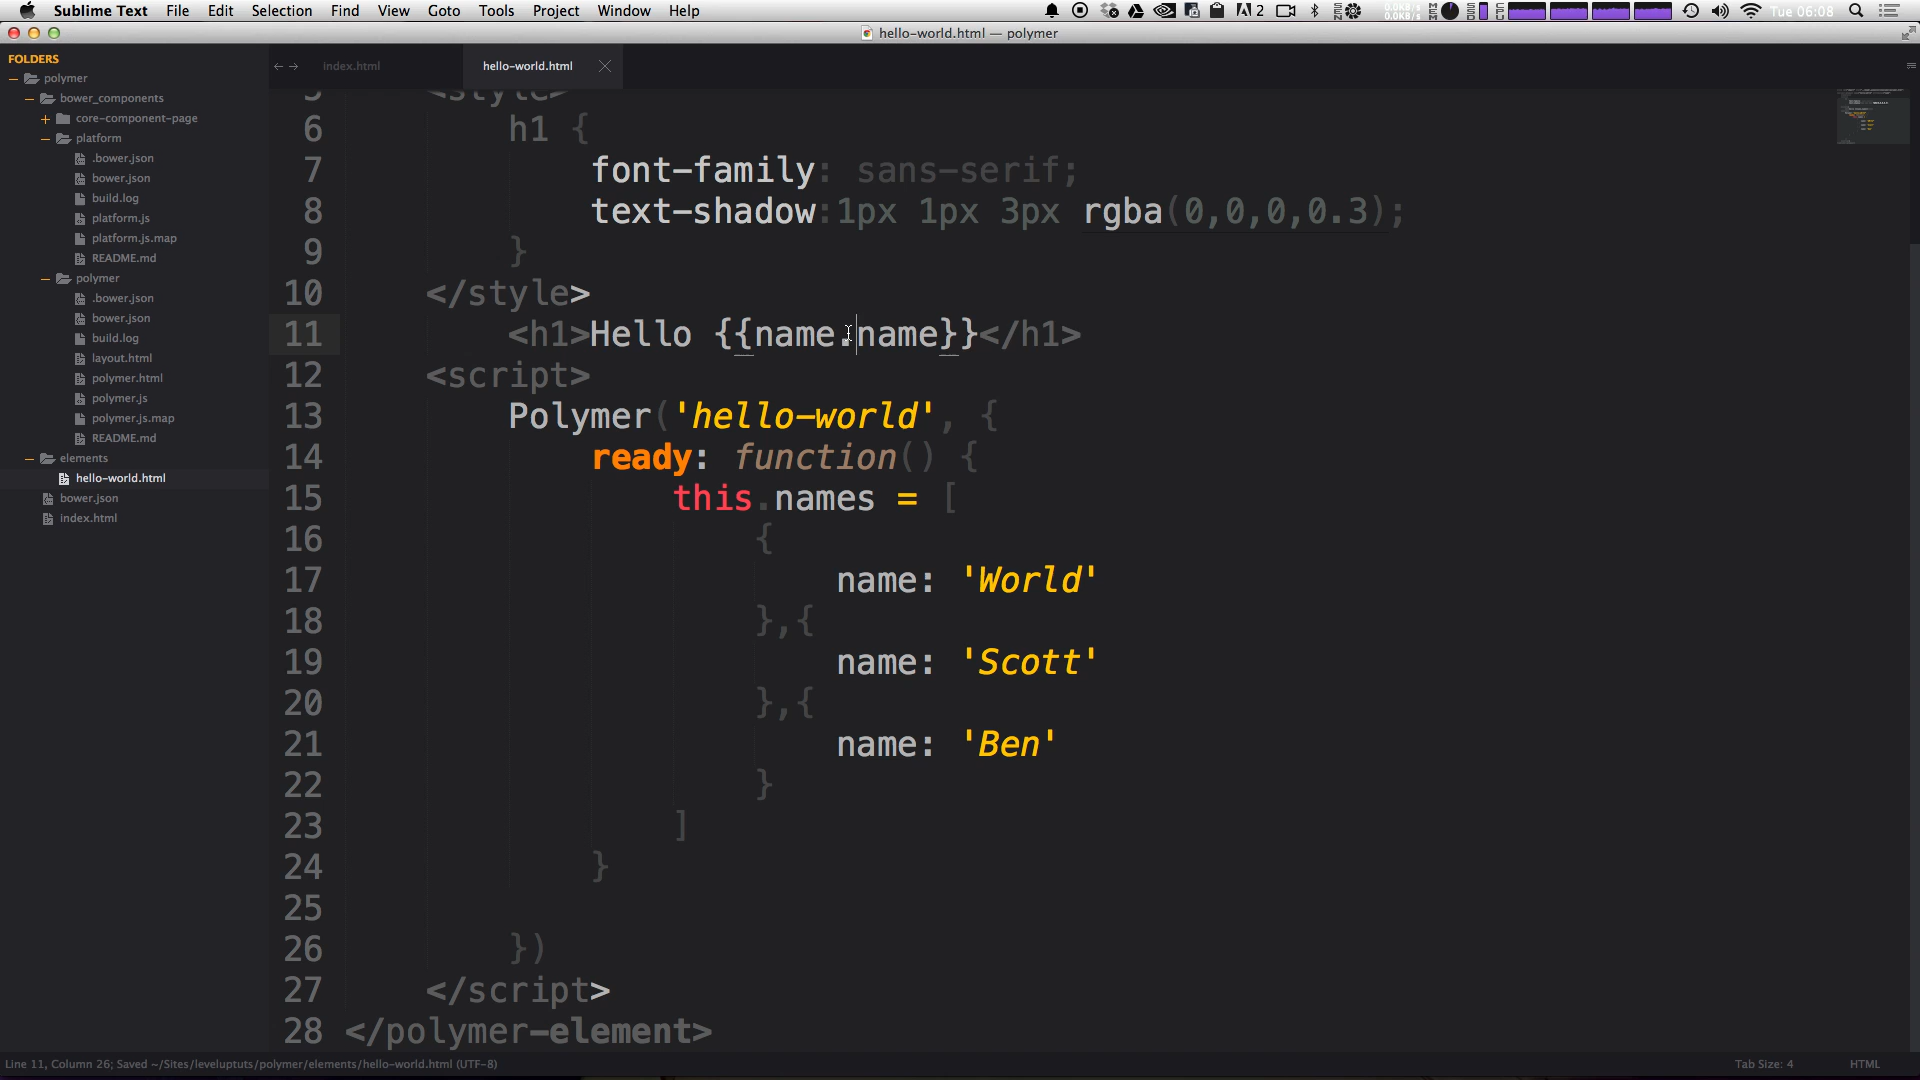 Sublime Text File Edit Selection Find View Goto Tools Project Window Help 2 Tue 06:08
hello-world.html — polymer
FOLDERS
polymer
bower_components
core-component-page
platform
.bower.json
bower.json
build.log
platform.js
platform.js.map
README.md
polymer
.bower.json
bower.json
build.log
layout.html
polymer.html
polymer.js
polymer.js.map
README.md
elements
hello-world.html
bower.json
index.html
index.html hello-world.html
5 <style>
6 h1 {
7 font-family: sans-serif;
8 text-shadow:1px 1px 3px rgba(0,0,0,0.3);
9 }
10 </style>
11 <h1>Hello {{name.name}}</h1>
12 <script>
13 Polymer('hello-world', {
14 ready: function() {
15 this.names = [
16 {
17 name: 'World'
18 },{
19 name: 'Scott'
20 },{
21 name: 'Ben'
22 }
23 ]
24 }
25
26 })
27 </script>
28 </polymer-element>
Line 11, Column 26; Saved ~/Sites/leveluptuts/polymer/elements/hello-world.html (UTF-8) Tab Size: 4 HTML